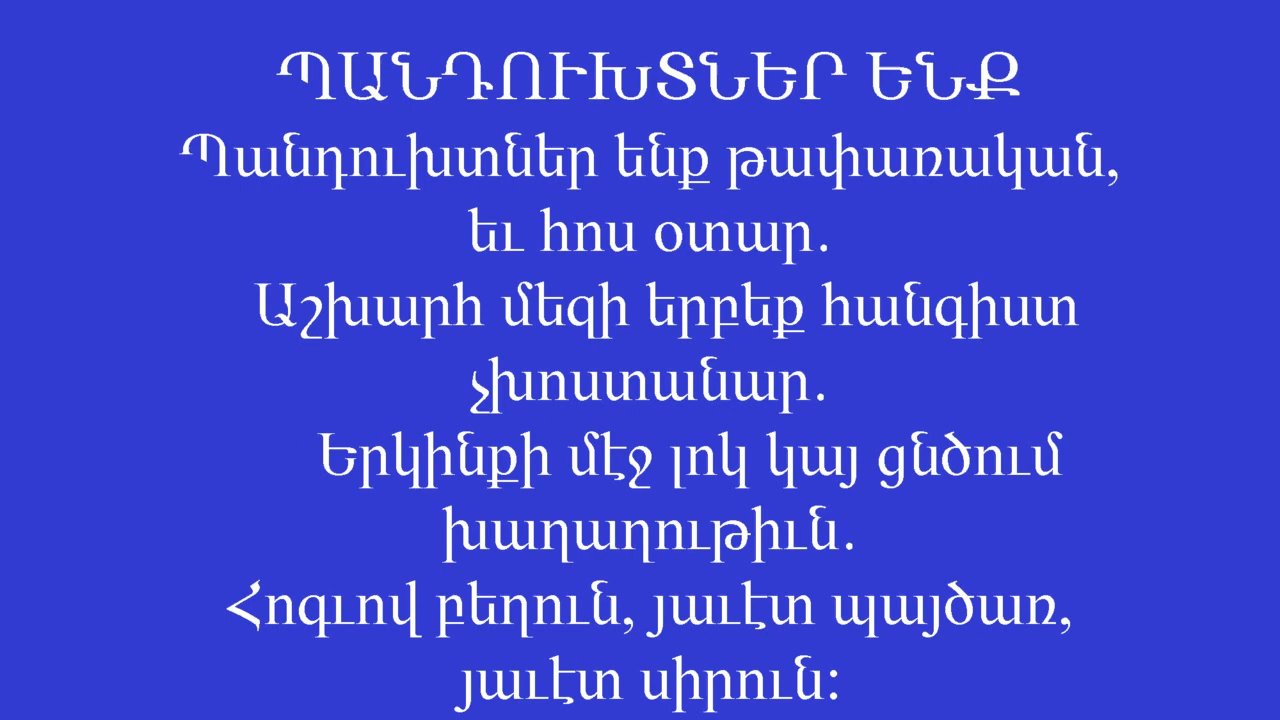 ՊԱՆԴՈՒԽՏՆԵՐ ԵՆՔ
Պանդուխտներ ենք թափառական,
եւ հոս օտար.
Աշխարհ մեզի երբեք հանգիստ
չխոստանար.
Երկինքի մէջ լոկ կայ ցնծում
խաղաղութիւն.
Հոգւով բեղուն, յաւէտ պայծառ,
յաւէտ սիրուն: